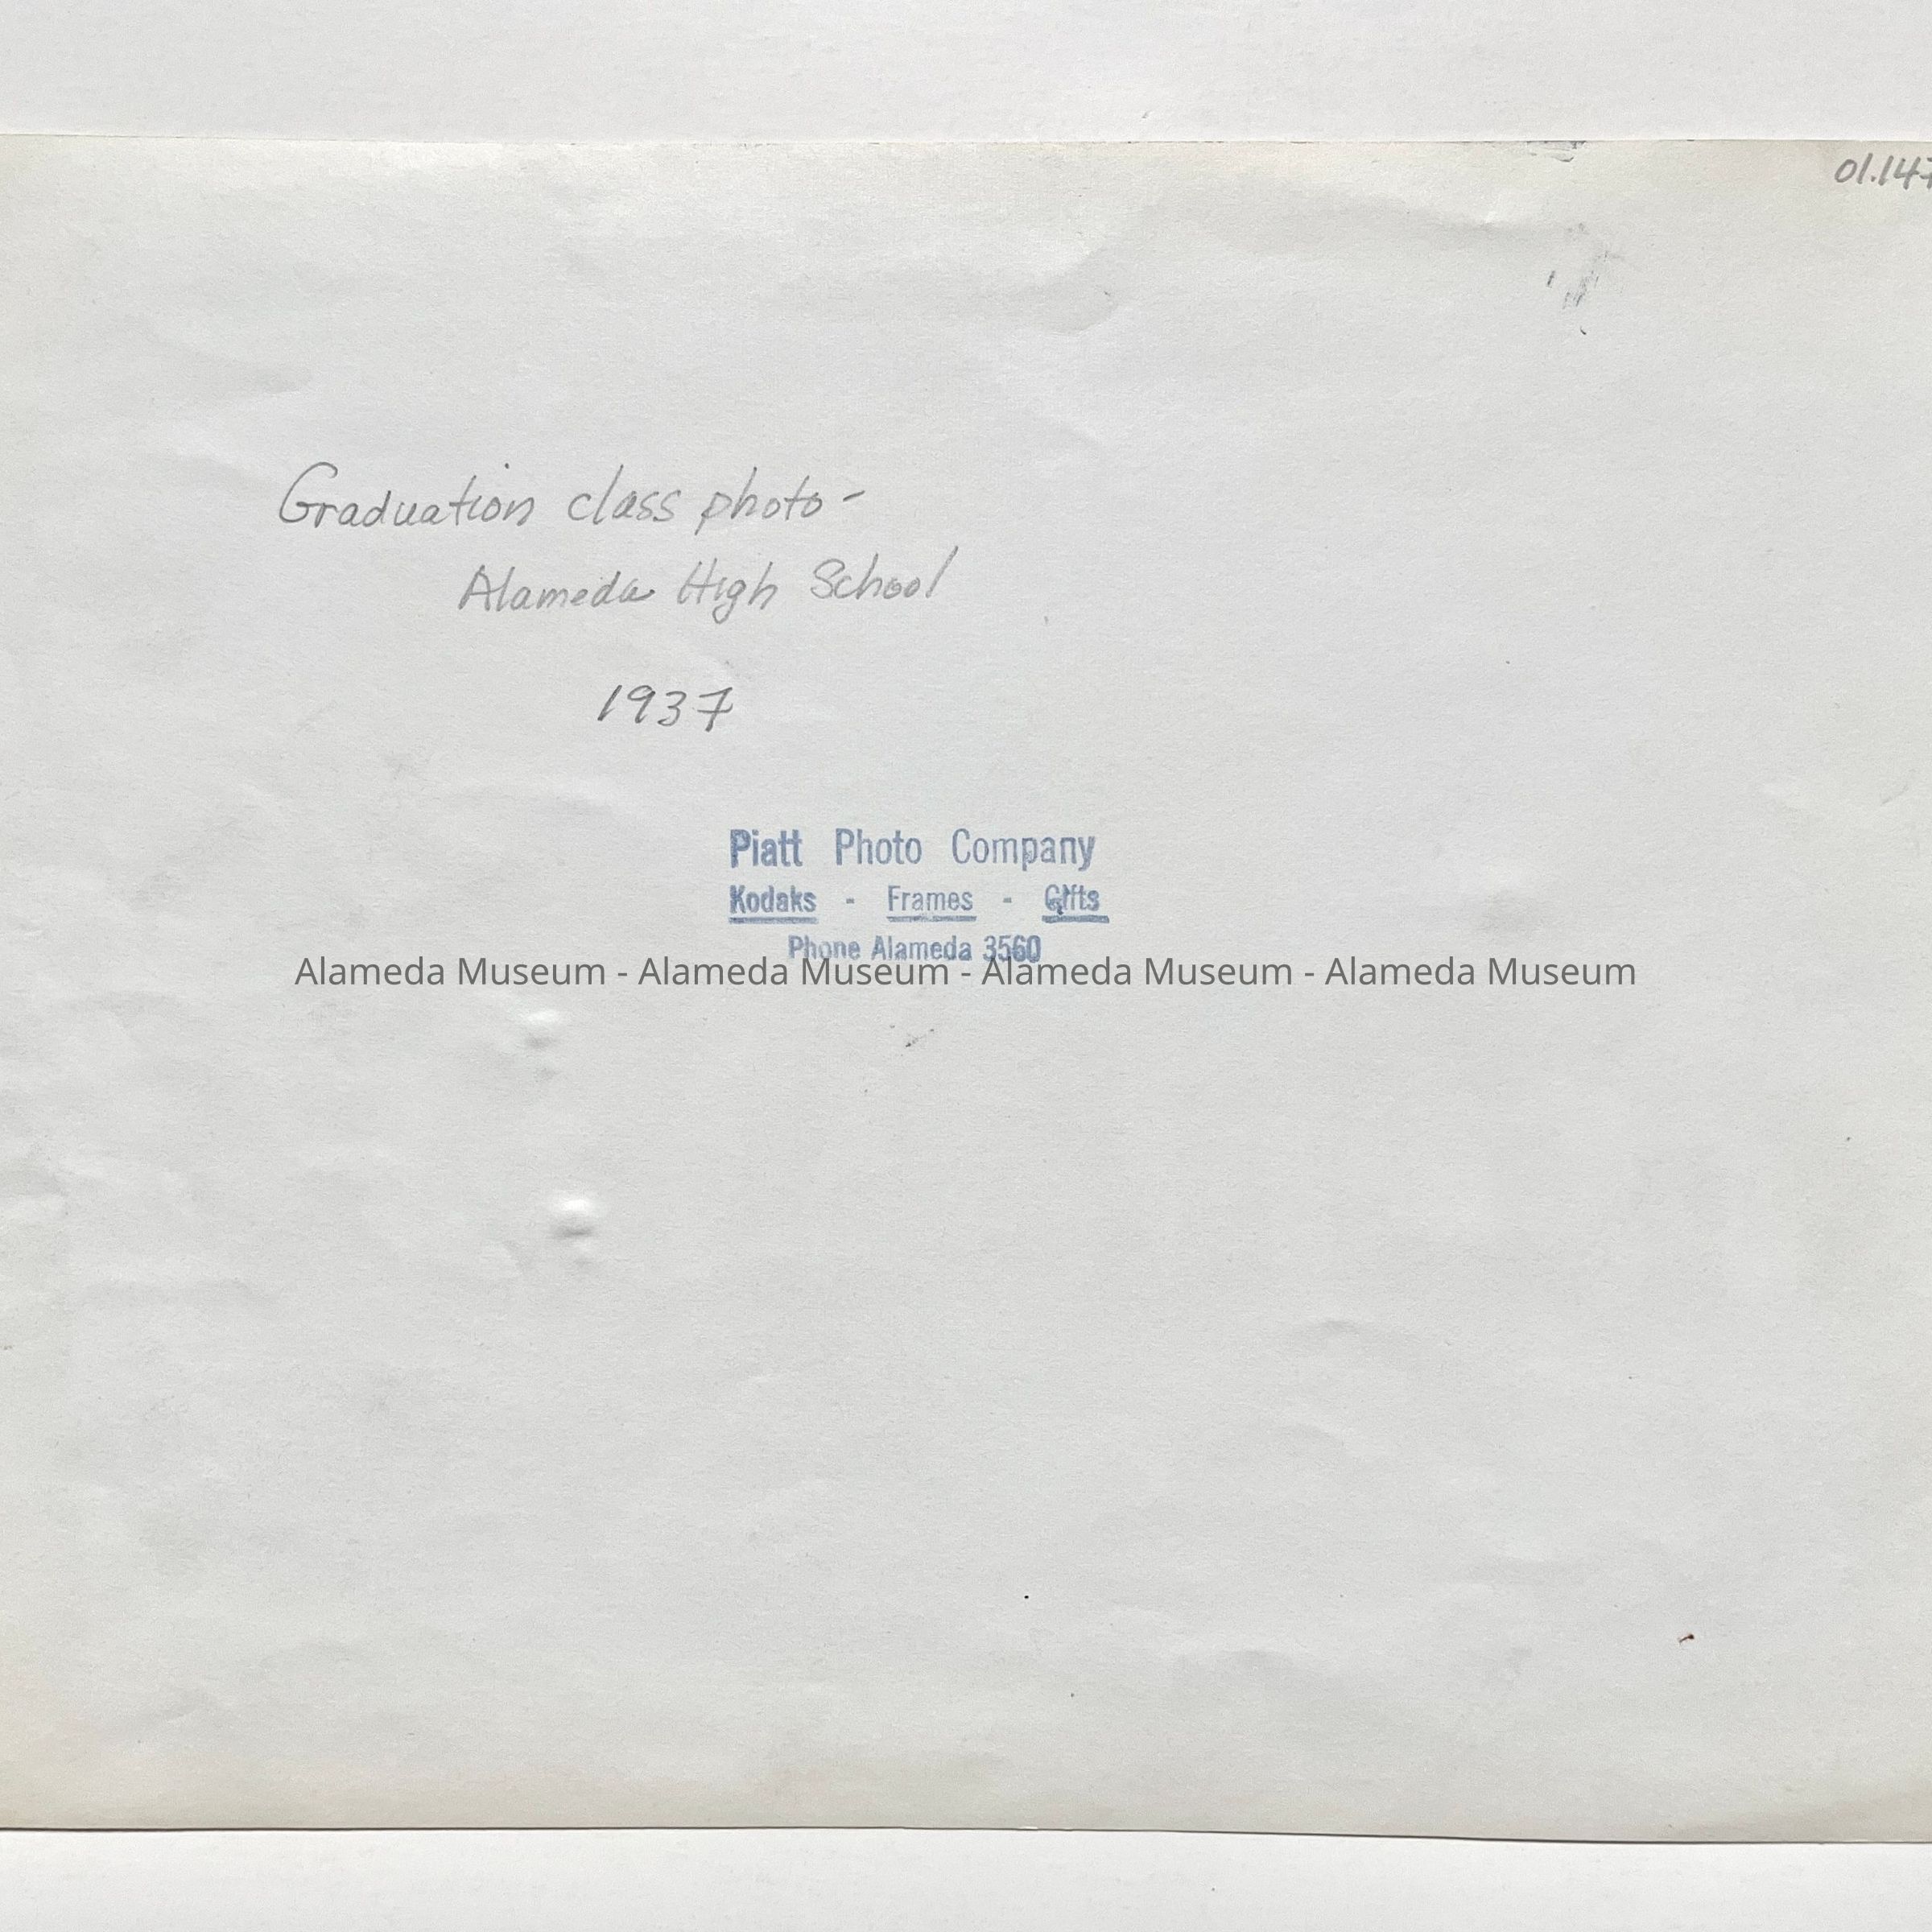 01.147
Graduation class photo -
Alameda High School
1937
Piatt Photo Company
Kodaks - Frames - Gifts
Phone Alameda 3560
Alameda Museum - Alameda Museum - Alameda Museum - Alameda Museum